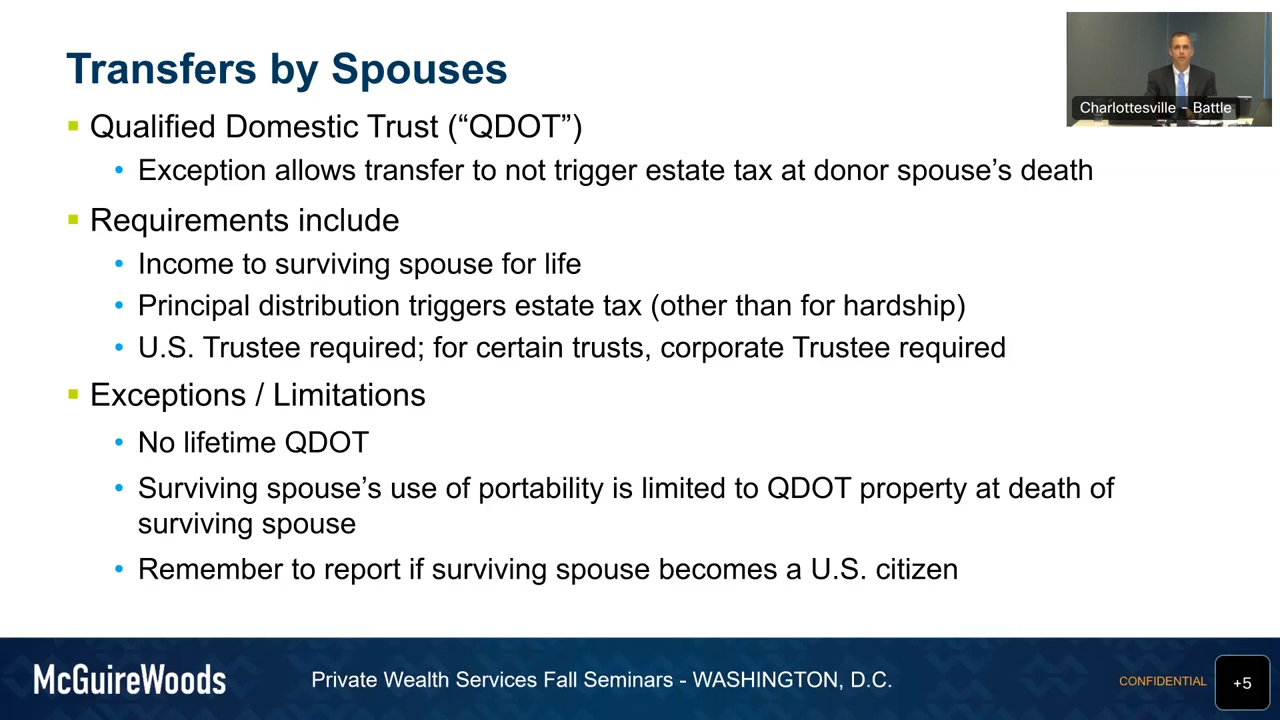 Transfers by Spouses
Charlottesville - Battle
Qualified Domestic Trust (“QDOT”)
Exception allows transfer to not trigger estate tax at donor spouse’s death
Requirements include
Income to surviving spouse for life
Principal distribution triggers estate tax (other than for hardship)
U.S. Trustee required; for certain trusts, corporate Trustee required
Exceptions / Limitations
No lifetime QDOT
Surviving spouse’s use of portability is limited to QDOT property at death of
surviving spouse
Remember to report if surviving spouse becomes a U.S. citizen
McGuireWoods
Private Wealth Services Fall Seminars - WASHINGTON, D.C.
CONFIDENTIAL
+5